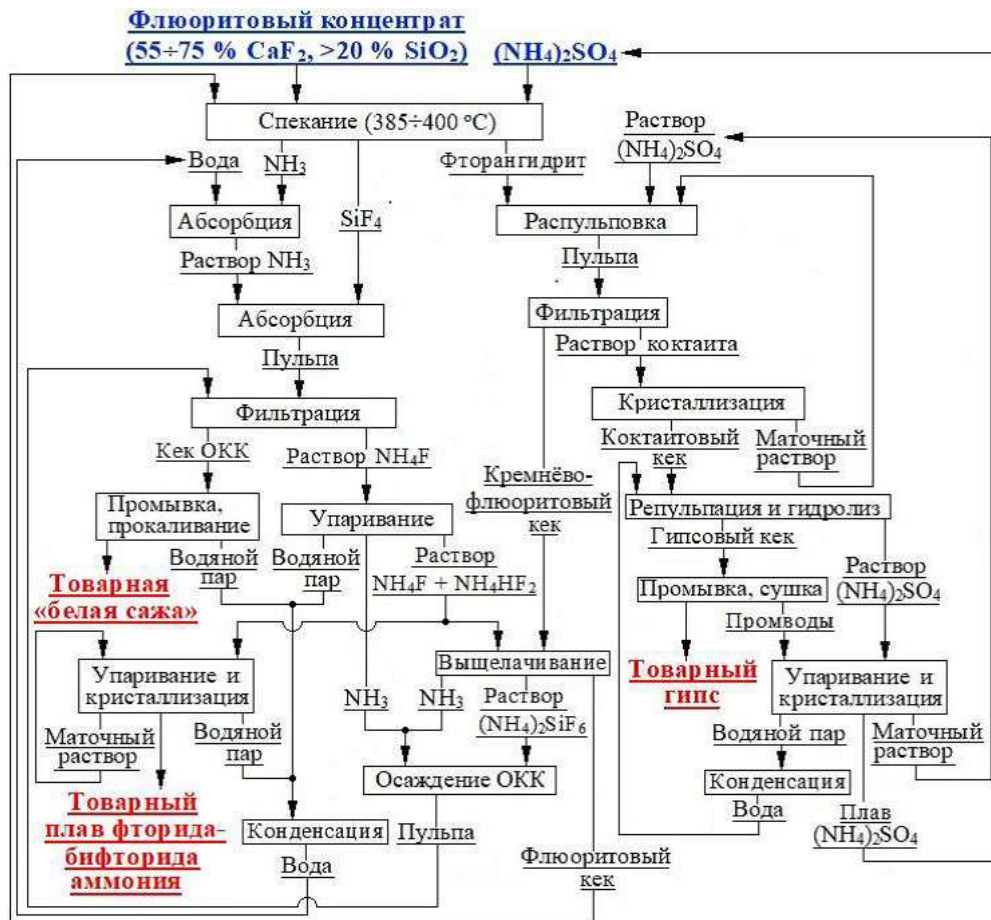 Флюоритовый концентрат
(55÷75 % CaF₂, >20 % SiO₂)
(NH₄)₂SO₄
Спекание (385÷400 °С)
Раствор
(NH₄)₂SO₄
Вода
NH₃
SiF₄
Фторангидрит
Абсорбция
Распульповка
Раствор NH₃
Пульпа
Абсорбция
Фильтрация
Пульпа
Раствор коктаита
Фильтрация
Кристаллизация
Кек ОКК
Раствор NH₄F
Коктаитовый
кек
Маточный
раствор
Кремнёво-
флюоритовый
кек
Промывка,
прокаливание
Упаривание
Репульпация и гидролиз
Гипсовый кек
Водяной
пар
Водяной
пар
Раствор
NH₄F + NH₄HF₂
Товарная
«белая сажа»
Промывка, сушка
Раствор
(NH₄)₂SO₄
Промводы
Упаривание и
кристаллизация
Выщелачивание
Товарный
гипс
Упаривание и
кристаллизация
Маточный
раствор
Водяной
пар
NH₃
NH₃
Раствор
(NH₄)₂SiF₆
Водяной пар
Маточный
раствор
Осаждение ОКК
Конденсация
Товарный
плав фторида-
бифторида
аммония
Конденсация
Вода
Пульпа
Вода
Плав
(NH₄)₂SO₄
Флюоритовый
кек